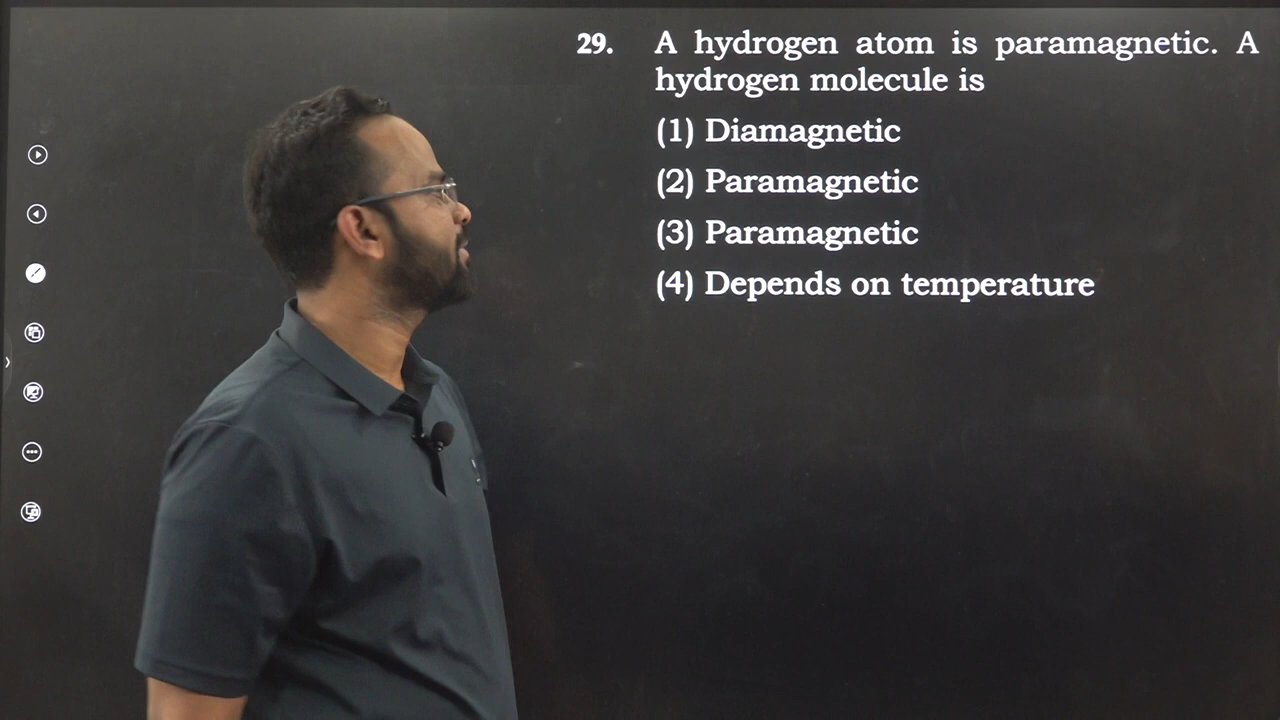 29. A hydrogen atom is paramagnetic. A
hydrogen molecule is
(1) Diamagnetic
(2) Paramagnetic
(3) Paramagnetic
(4) Depends on temperature